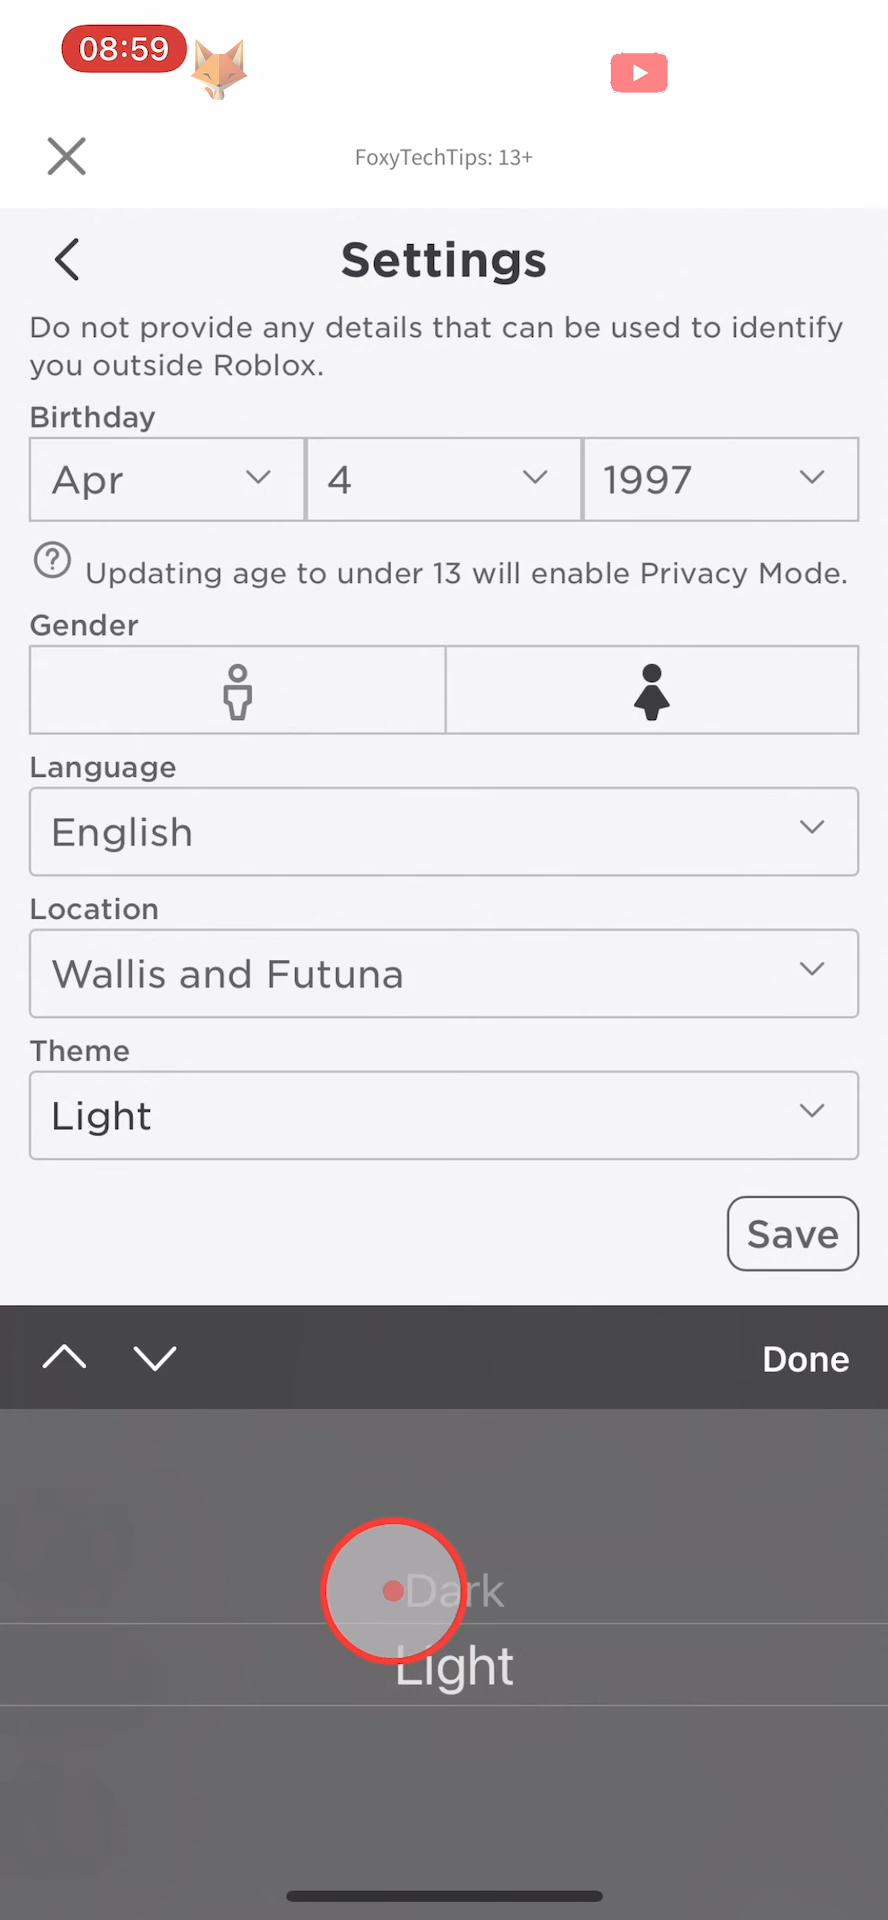 08:59
FoxyTechTips: 13+
Settings
Do not provide any details that can be used to identify
you outside Roblox.
Birthday
Apr
4
1997
Updating age to under 13 will enable Privacy Mode.
Gender
Language
English
Location
Wallis and Futuna
Theme
Light
Save
Done
Dark
Light